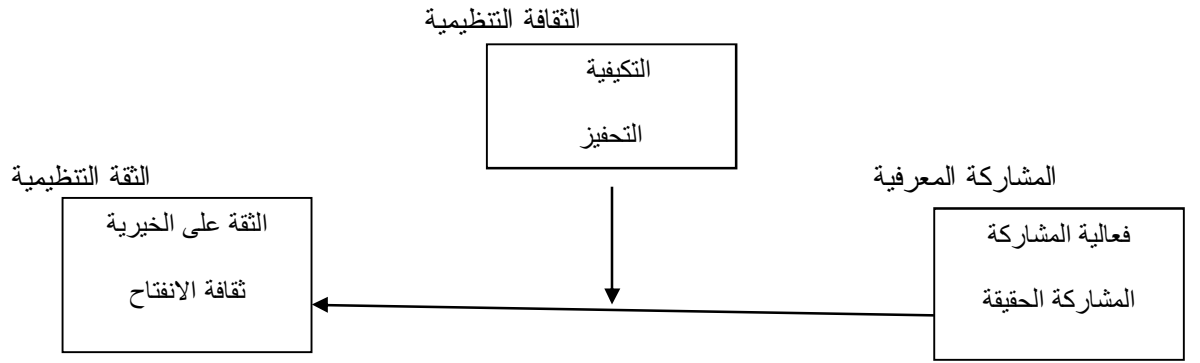 الثقافة التنظيمية
التكيفية
التحفيز
المشاركة المعرفية
فعالية المشاركة
المشاركة الحقيقة
الثقة التنظيمية
الثقة على الخيرية
ثقافة الانفتاح